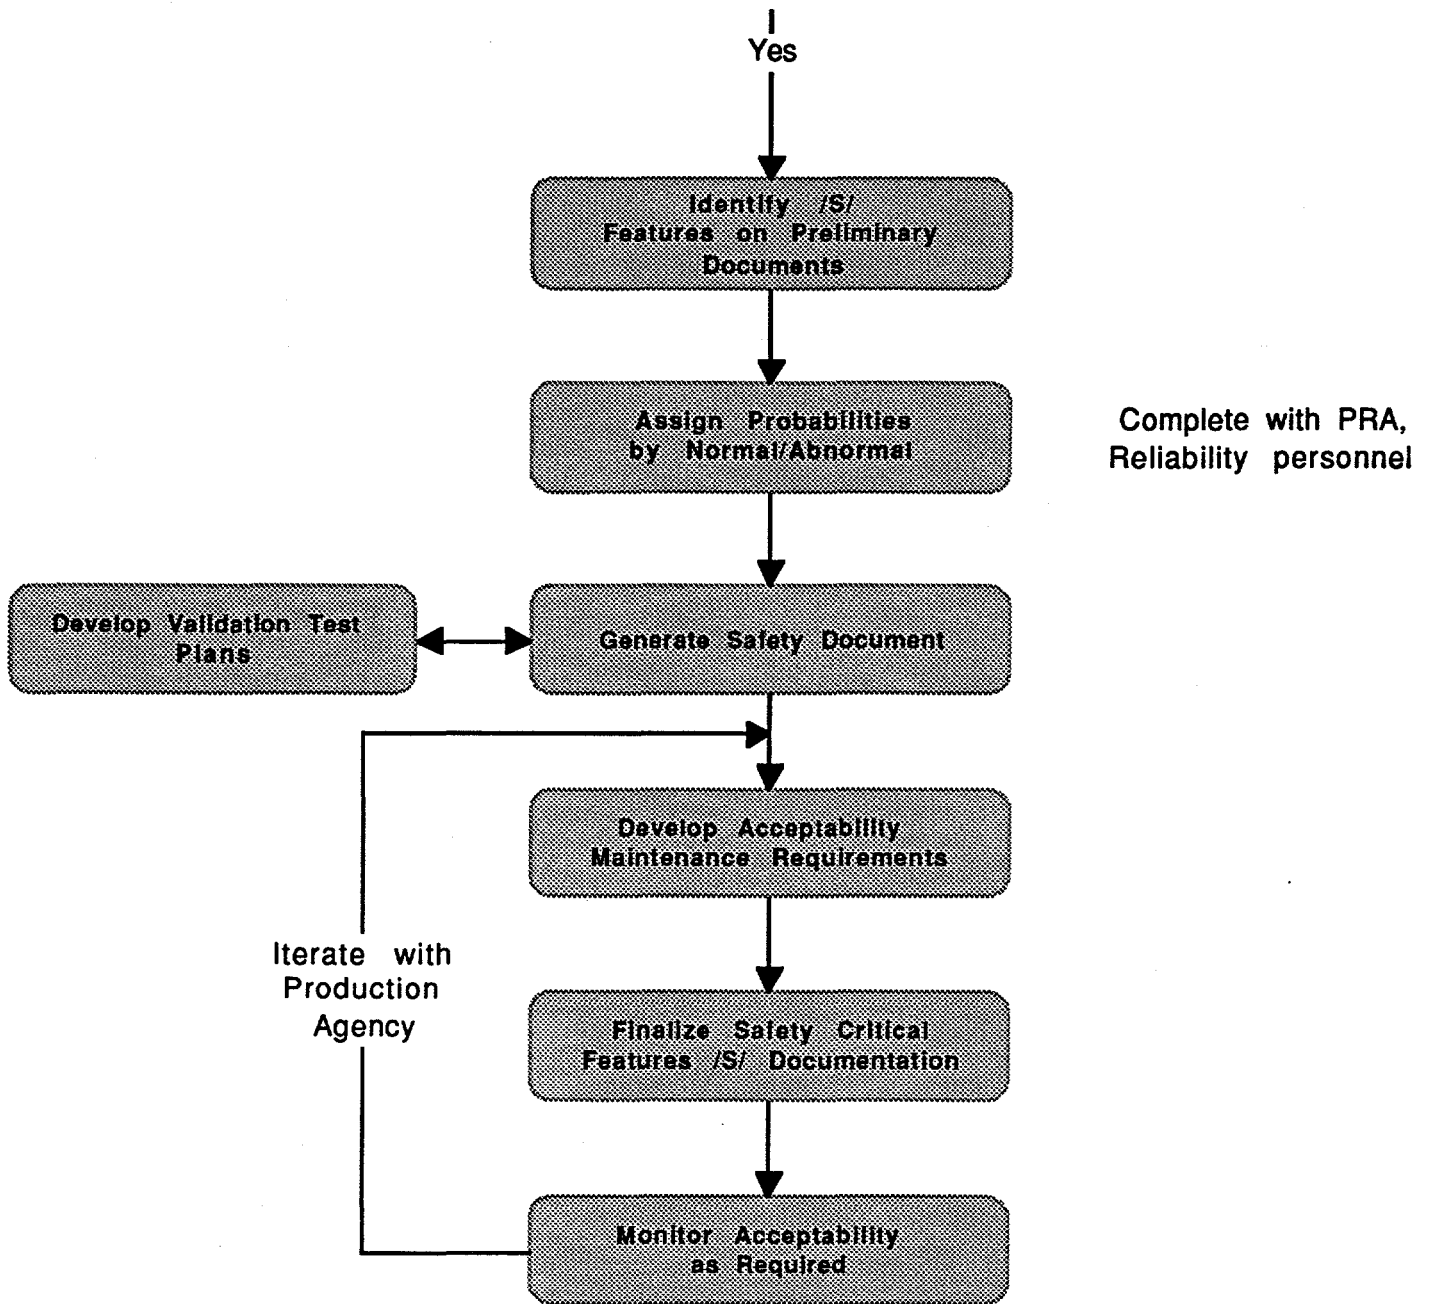 Yes
Identify /S/
Features on Preliminary
Documents
Assign Probabilities
by Normal/Abnormal
Complete with PRA,
Reliability personnel
Develop Validation Test
Plans
Generate Safety Document
Develop Acceptability
Maintenance Requirements
Iterate with
Production
Agency
Finalize Safety Critical
Features /S/ Documentation
Monitor Acceptability
as Required